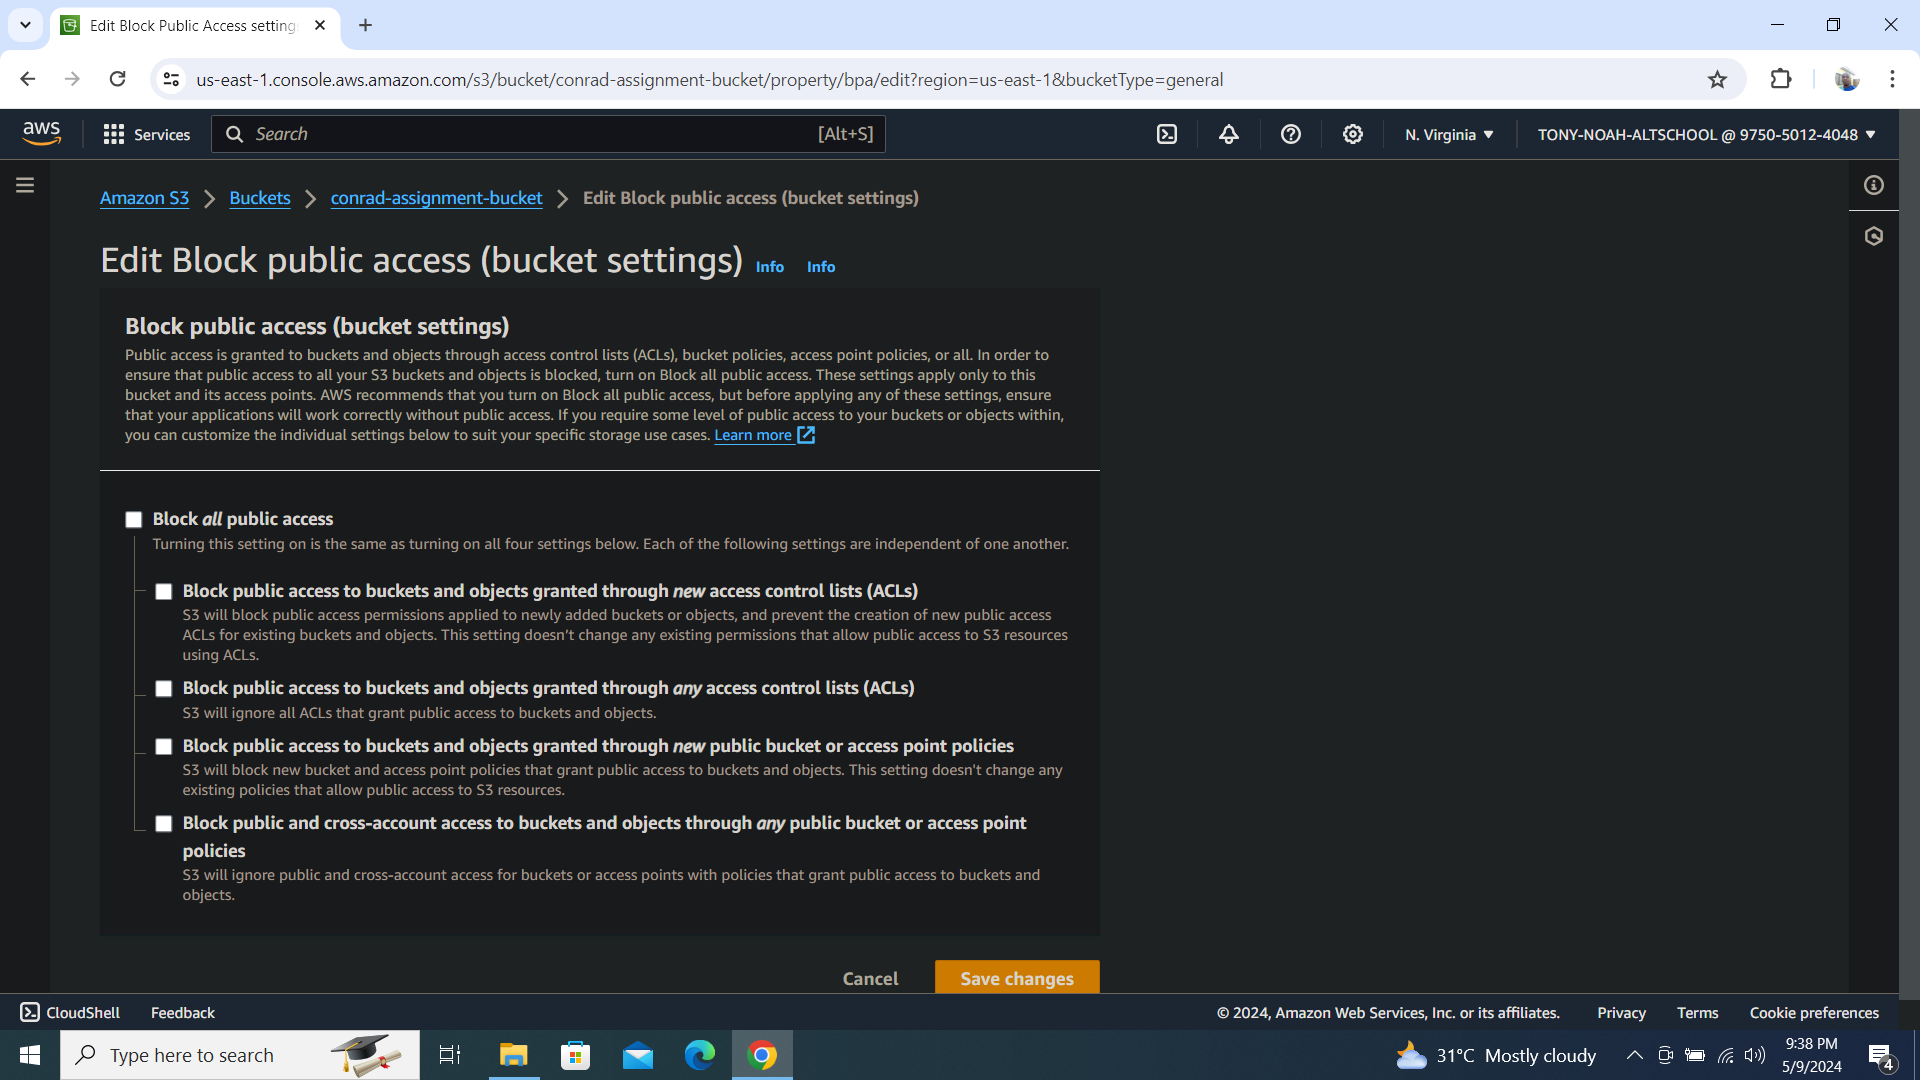 Edit Block Public Access setting
us-east-1.console.aws.amazon.com/s3/bucket/conrad-assignment-bucket/property/bpa/edit?region=us-east-1&bucketType=general
aws
Services
Search
[Alt+S]
N. Virginia
TONY-NOAH-ALTSCHOOL @ 9750-5012-4048
Amazon S3
Buckets
conrad-assignment-bucket
Edit Block public access (bucket settings)
Edit Block public access (bucket settings) Info Info
Block public access (bucket settings)
Public access is granted to buckets and objects through access control lists (ACLs), bucket policies, access point policies, or all. In order to
ensure that public access to all your S3 buckets and objects is blocked, turn on Block all public access. These settings apply only to this
bucket and its access points. AWS recommends that you turn on Block all public access, but before applying any of these settings, ensure
that your applications will work correctly without public access. If you require some level of public access to your buckets or objects within,
you can customize the individual settings below to suit your specific storage use cases. Learn more
Block all public access
Turning this setting on is the same as turning on all four settings below. Each of the following settings are independent of one another.
Block public access to buckets and objects granted through new access control lists (ACLs)
S3 will block public access permissions applied to newly added buckets or objects, and prevent the creation of new public access
ACLs for existing buckets and objects. This setting doesn't change any existing permissions that allow public access to S3 resources
using ACLs.
Block public access to buckets and objects granted through any access control lists (ACLs)
S3 will ignore all ACLs that grant public access to buckets and objects.
Block public access to buckets and objects granted through new public bucket or access point policies
S3 will block new bucket and access point policies that grant public access to buckets and objects. This setting doesn't change any
existing policies that allow public access to S3 resources.
Block public and cross-account access to buckets and objects through any public bucket or access point
policies
S3 will ignore public and cross-account access for buckets or access points with policies that grant public access to buckets and
objects.
Cancel
Save changes
CloudShell
Feedback
© 2024, Amazon Web Services, Inc. or its affiliates.
Privacy
Terms
Cookie preferences
Type here to search
31°C Mostly cloudy
9:38 PM
5/9/2024
4